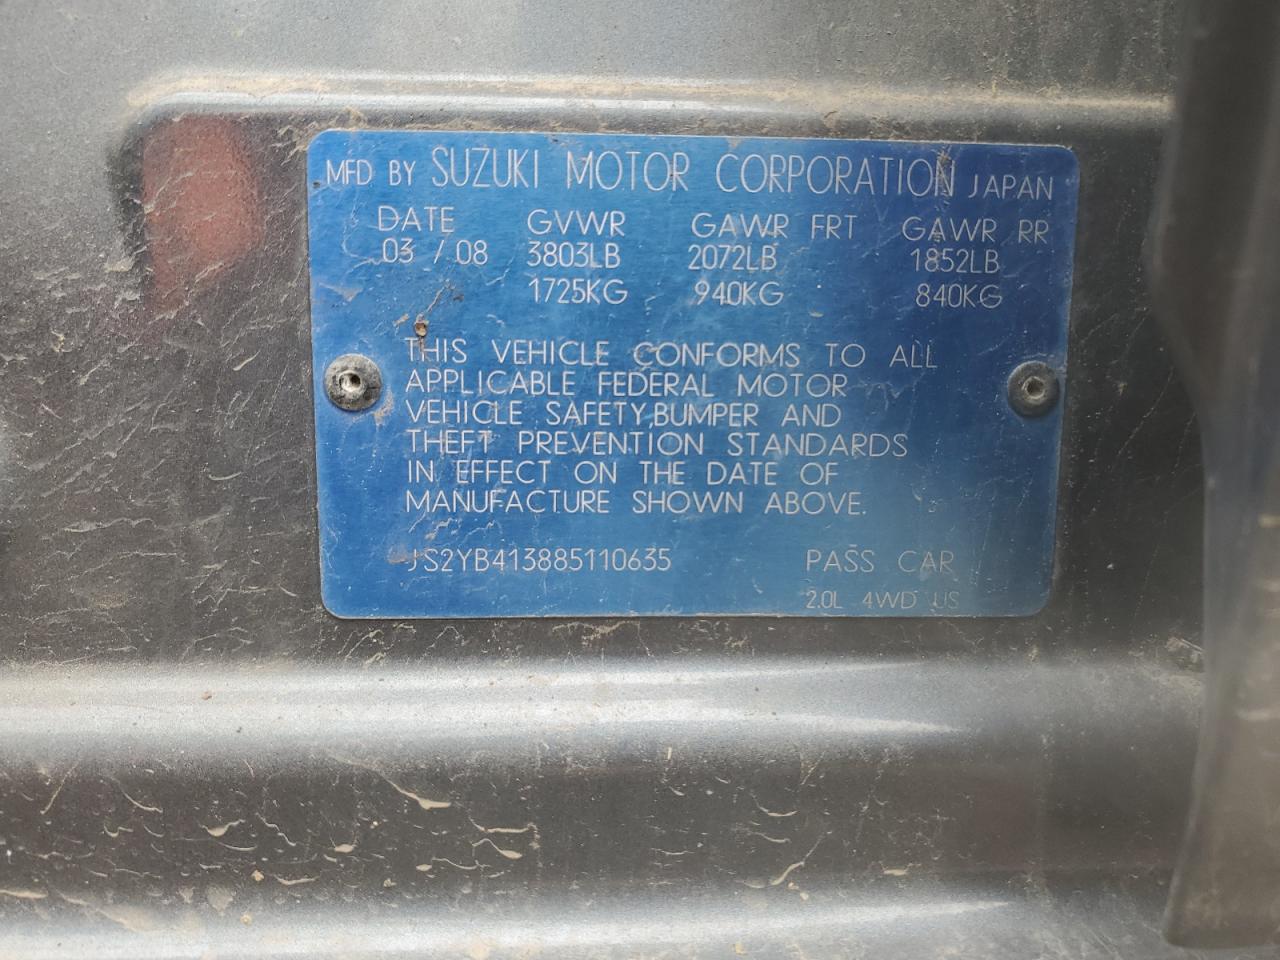 MFD BY SUZUKI MOTOR CORPORATION JAPAN
DATE GVWR GAWR FRT GAWR RR
03 / 08 3803LB 2072LB 1852LB
1725KG 940KG 840KG
THIS VEHICLE CONFORMS TO ALL
APPLICABLE FEDERAL MOTOR
VEHICLE SAFETY,BUMPER AND
THEFT PREVENTION STANDARDS
IN EFFECT ON THE DATE OF
MANUFACTURE SHOWN ABOVE.
JS2YB413885110635 PASS CAR
2.0L 4WD US